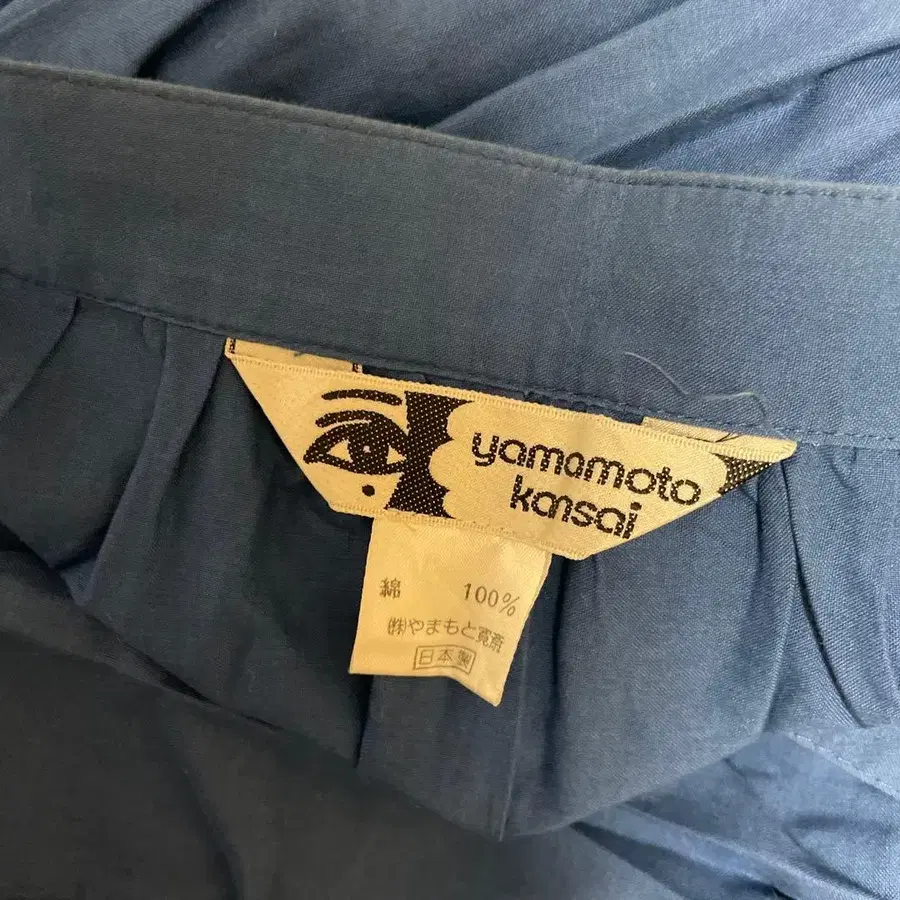 yamamoto
kansai
綿 100%
㈱やまもと寛斎
日本製